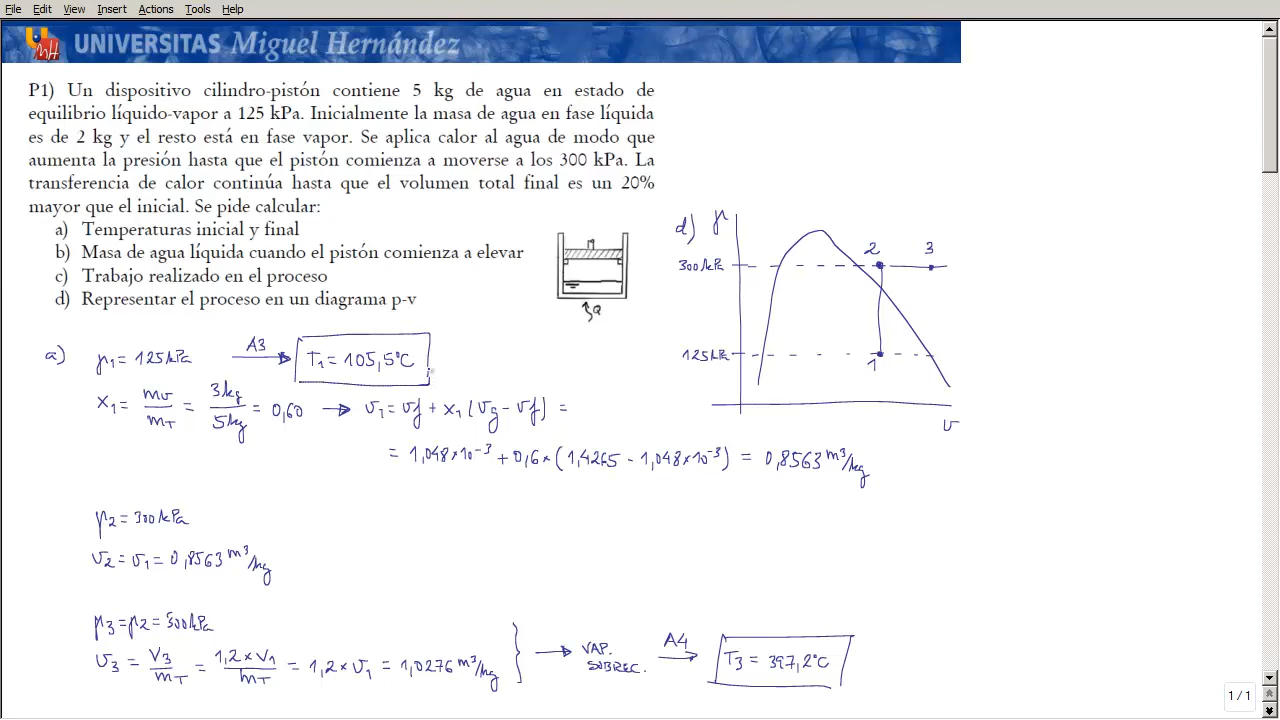 File Edit View Insert Actions Tools Help
UMH UNIVERSITAS Miguel Hernández
P1) Un dispositivo cilindro-pistón contiene 5 kg de agua en estado de
equilibrio líquido-vapor a 125 kPa. Inicialmente la masa de agua en fase líquida
es de 2 kg y el resto está en fase vapor. Se aplica calor al agua de modo que
aumenta la presión hasta que el pistón comienza a moverse a los 300 kPa. La
transferencia de calor continúa hasta que el volumen total final es un 20%
mayor que el inicial. Se pide calcular:
a) Temperaturas inicial y final
b) Masa de agua líquida cuando el pistón comienza a elevar
c) Trabajo realizado en el proceso
d) Representar el proceso en un diagrama p-v
Q
d) p
300 kPa 2 3
125 kPa 1
v
a) p1 = 125 kPa A3 → T1 = 105,5°C
x1 = mv/mT = 3kg/5kg = 0,60 → v1 = vf + x1 (vg - vf) =
= 1,048×10⁻³ + 0,6 × (1,4265 - 1,048×10⁻³) = 0,8563 m³/kg
p2 = 300 kPa
v2 = v1 = 0,8563 m³/kg
p3 = p2 = 300 kPa
v3 = V3/mT = 1,2 × V1/mT = 1,2 × v1 = 1,0276 m³/kg } → VAP. SOBREC. A4 → T3 = 397,2°C
1 / 1